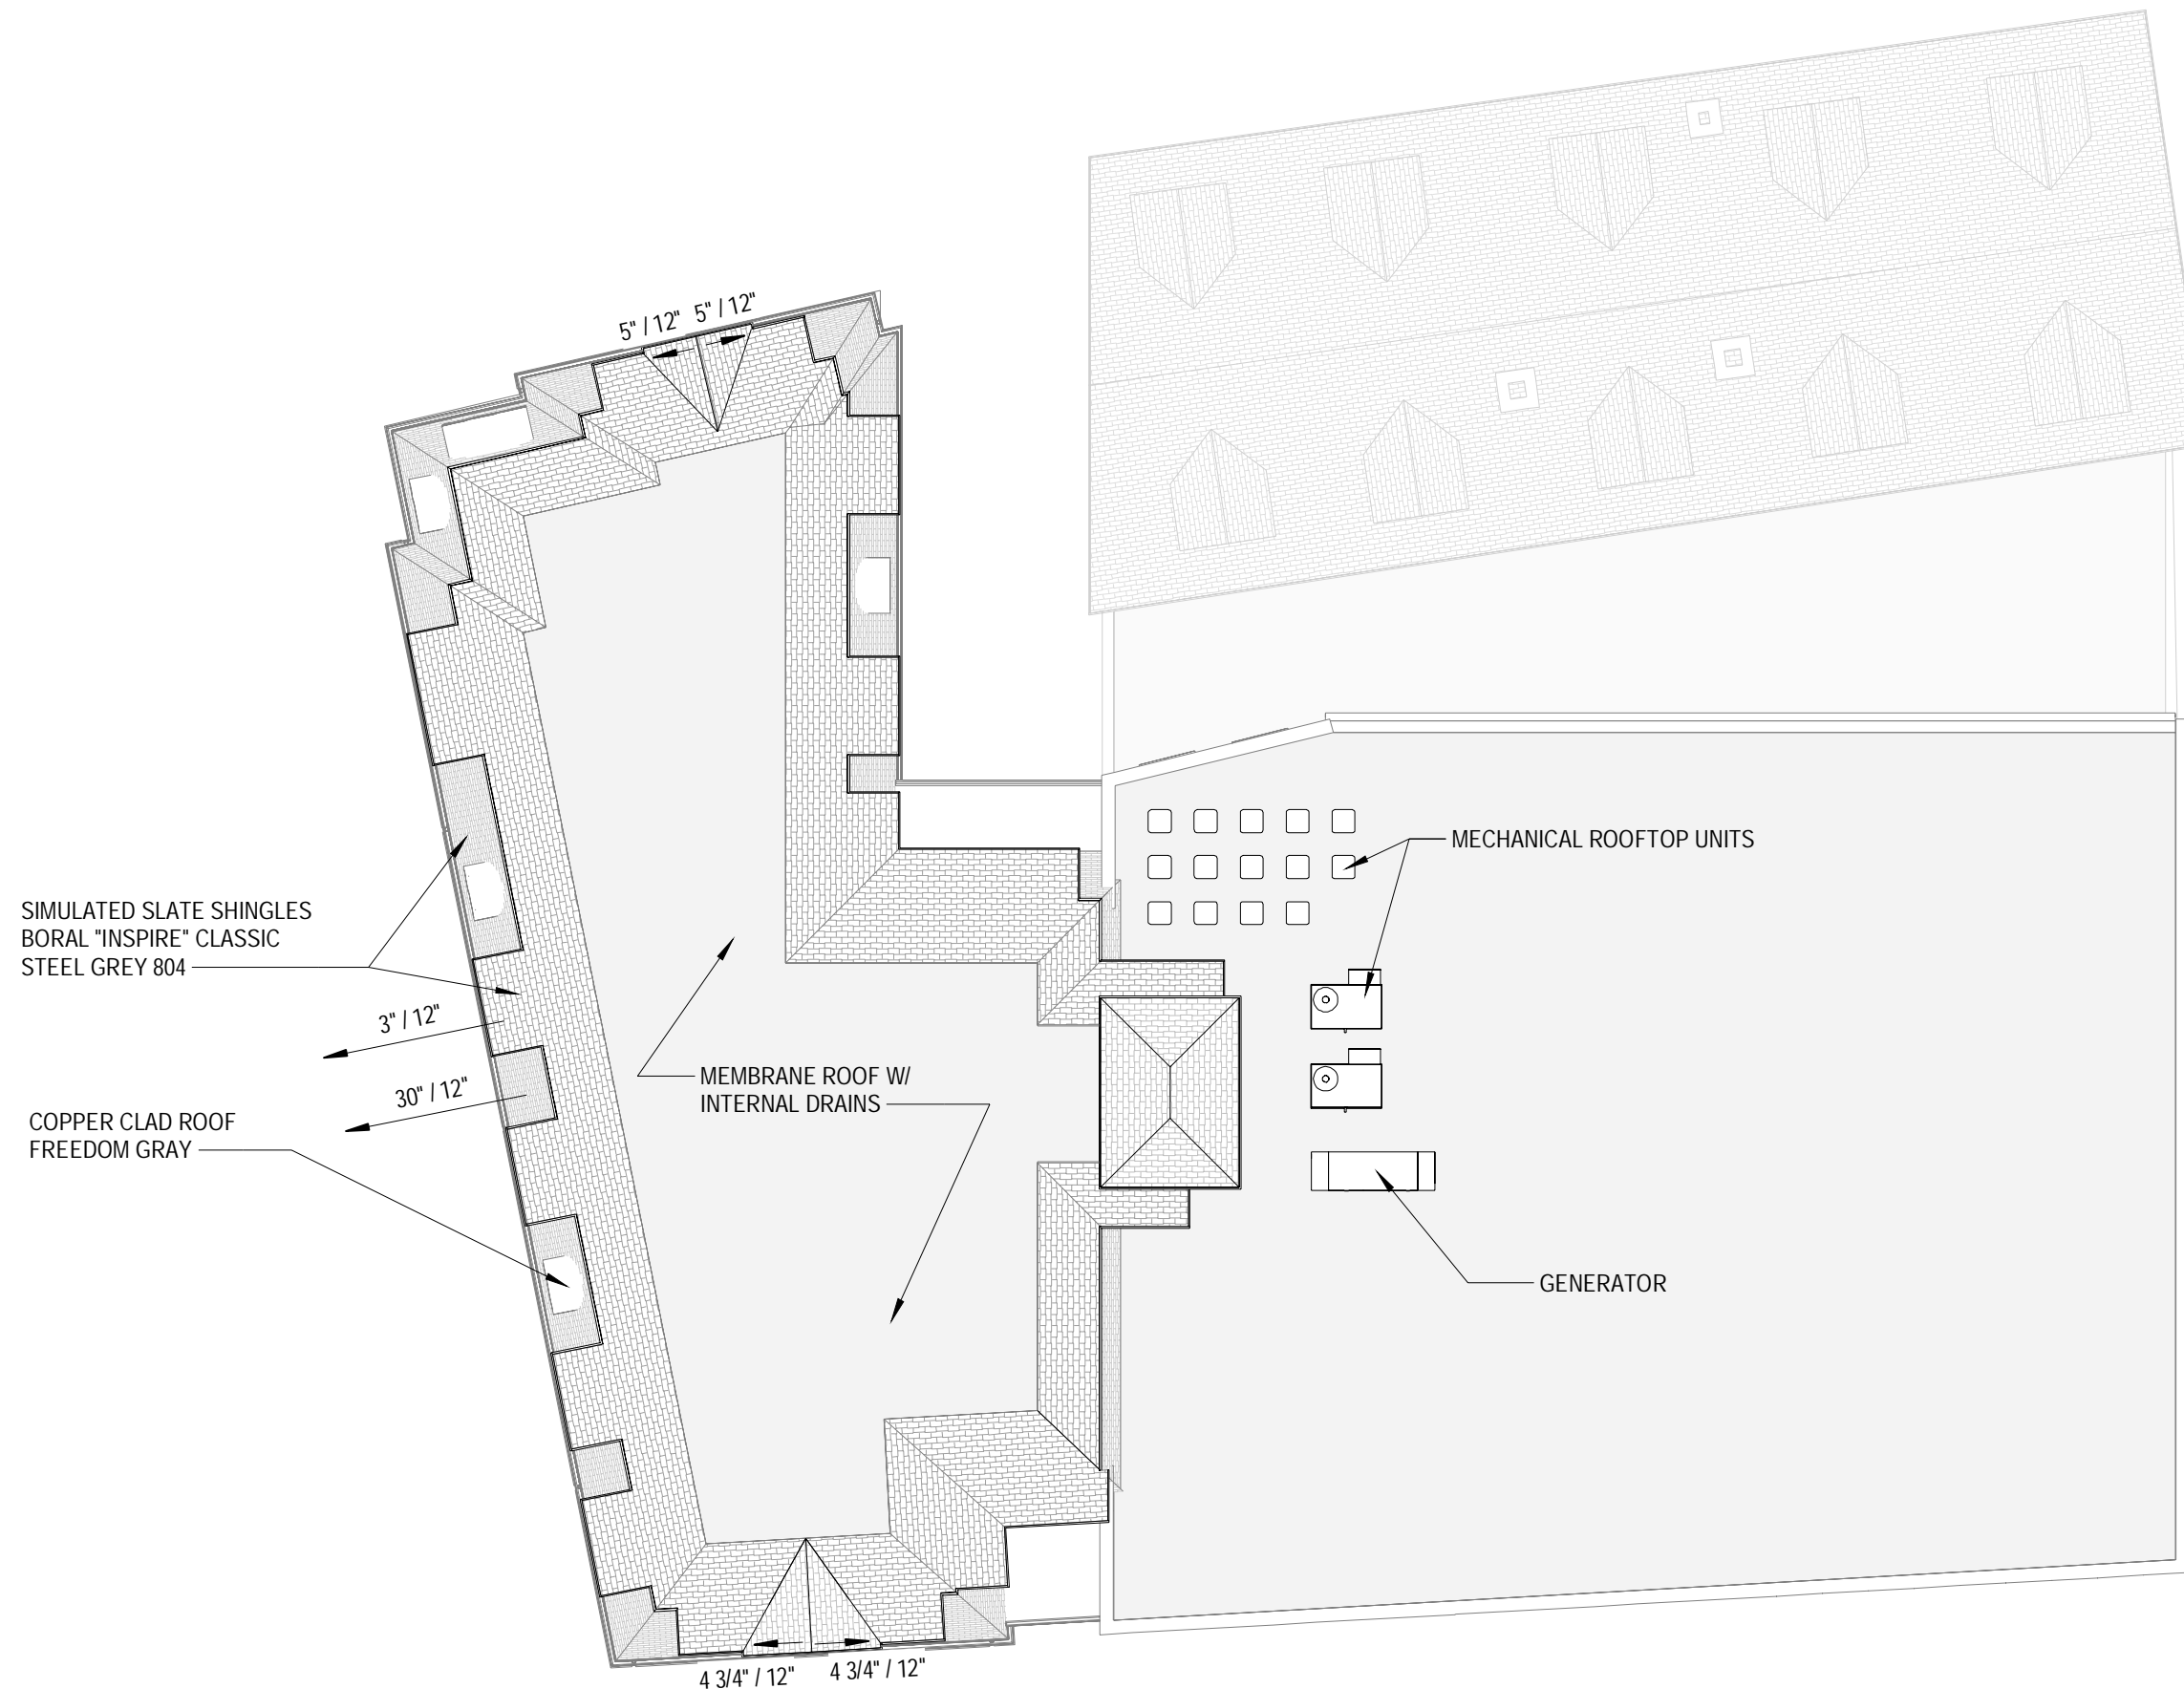 5" / 12" 5" / 12"
MECHANICAL ROOFTOP UNITS
SIMULATED SLATE SHINGLES
BORAL "INSPIRE" CLASSIC
STEEL GREY 804
3" / 12"
30" / 12"
MEMBRANE ROOF W/
INTERNAL DRAINS
COPPER CLAD ROOF
FREEDOM GRAY
GENERATOR
4 3/4" / 12" 4 3/4" / 12"